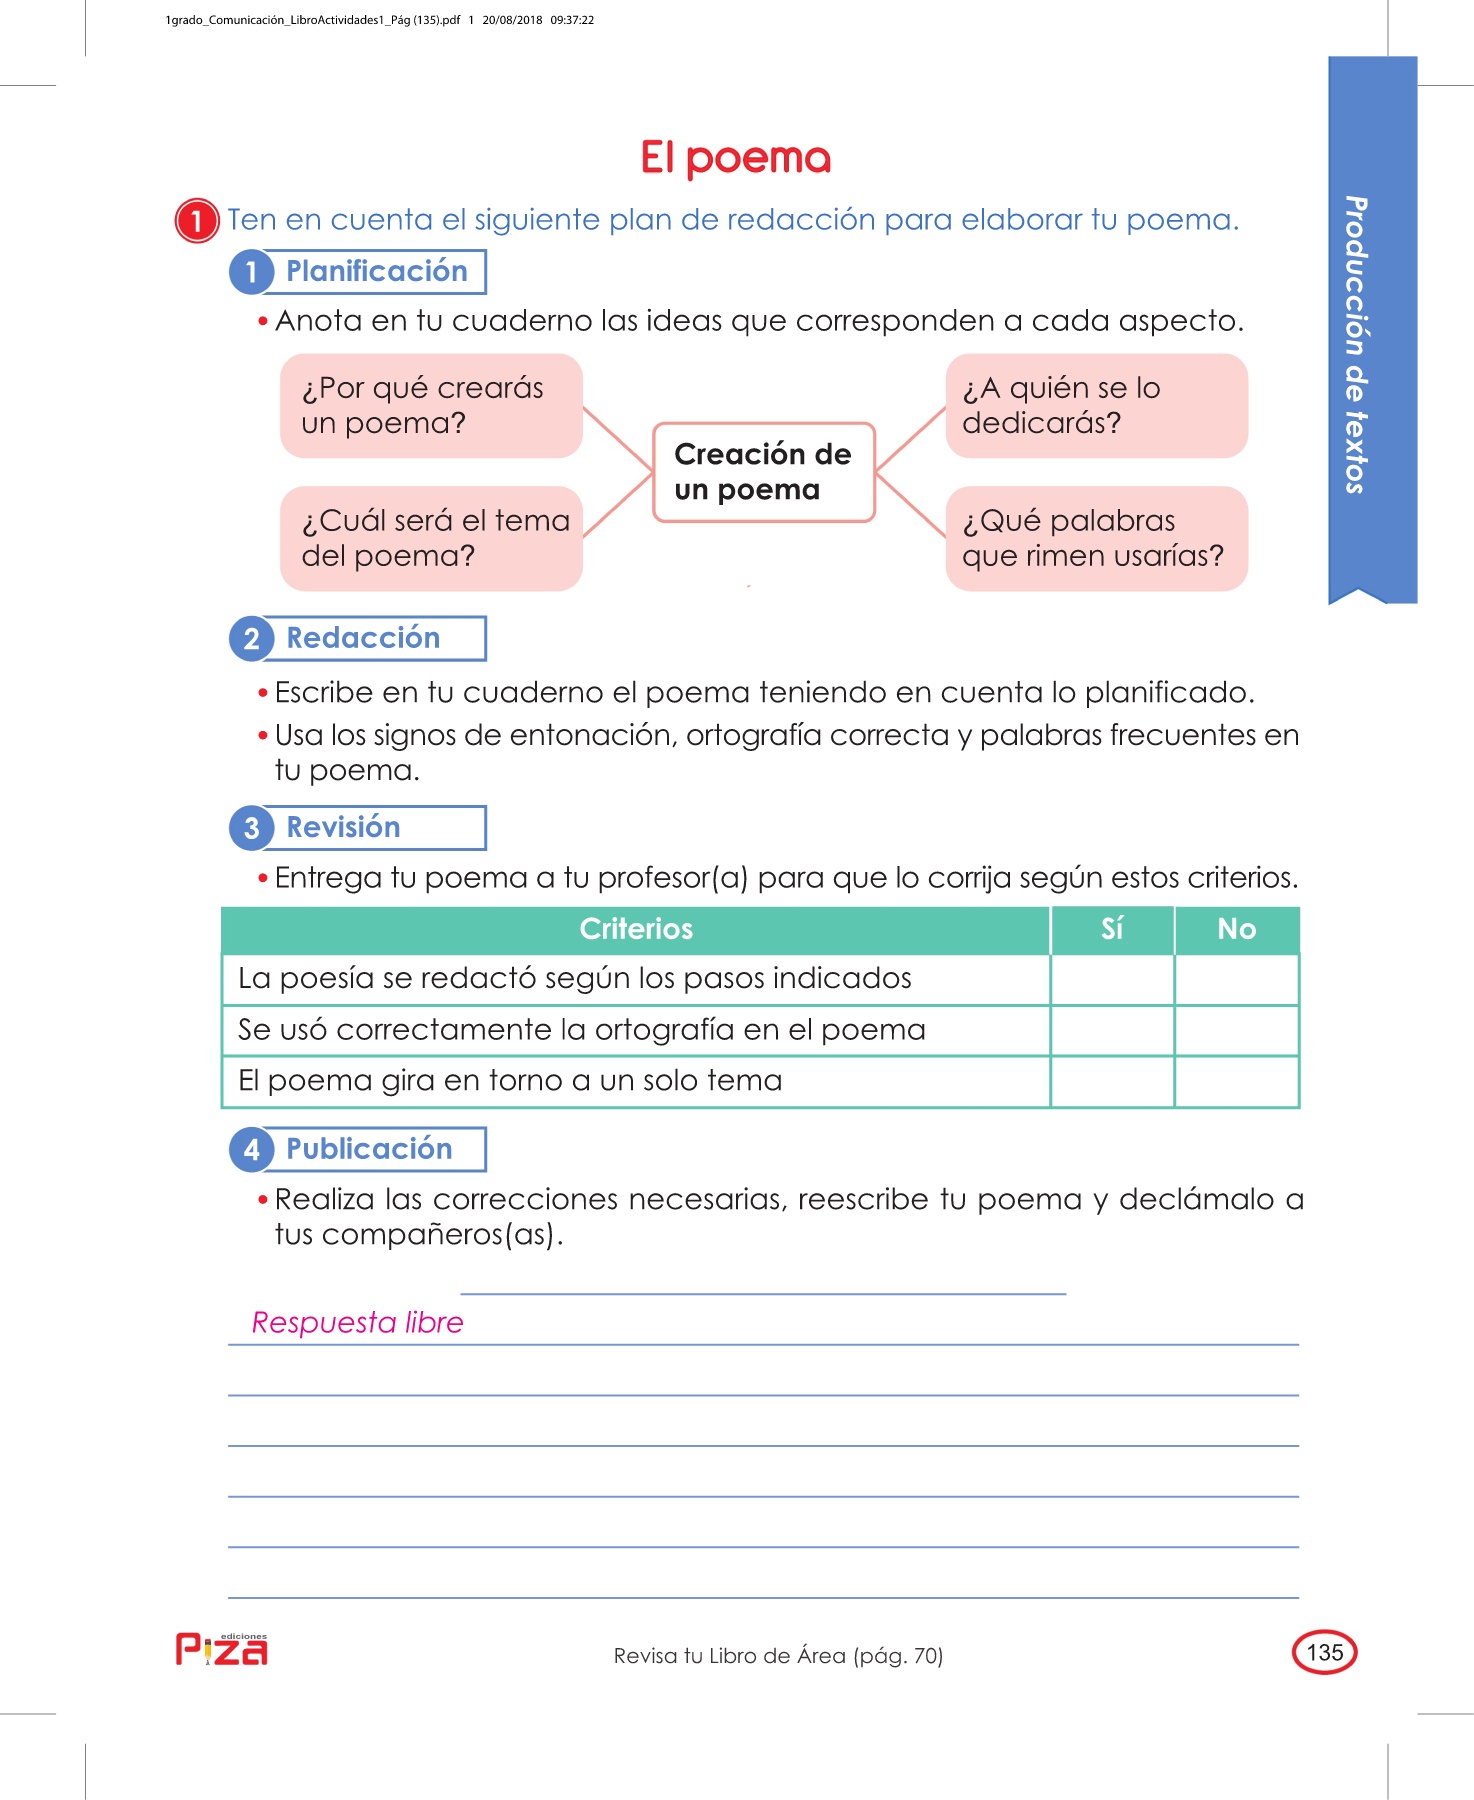 1grado_Comunicación_LibroActividades1_Pág (135).pdf 1 20/08/2018 09:37:22
El poema
1 Ten en cuenta el siguiente plan de redacción para elaborar tu poema.
1 Planificación
• Anota en tu cuaderno las ideas que corresponden a cada aspecto.
¿Por qué crearás
un poema?
¿Cuál será el tema
del poema?
Creación de
un poema
¿A quién se lo
dedicarás?
¿Qué palabras
que rimen usarías?
Producción de textos
2 Redacción
• Escribe en tu cuaderno el poema teniendo en cuenta lo planificado.
• Usa los signos de entonación, ortografía correcta y palabras frecuentes en
tu poema.
3 Revisión
• Entrega tu poema a tu profesor(a) para que lo corrija según estos criterios.
Criterios Sí No
La poesía se redactó según los pasos indicados
Se usó correctamente la ortografía en el poema
El poema gira en torno a un solo tema
4 Publicación
• Realiza las correcciones necesarias, reescribe tu poema y declámalo a
tus compañeros(as).
Respuesta libre
ediciones
Piza
Revisa tu Libro de Área (pág. 70)
135